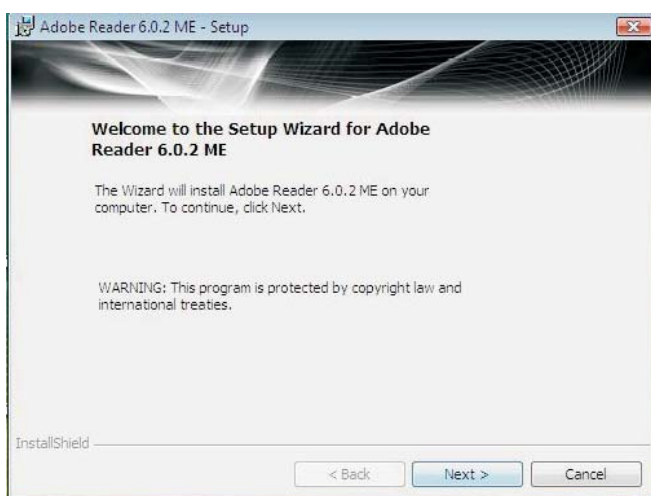 Adobe Reader 6.0.2 ME - Setup
Welcome to the Setup Wizard for Adobe
Reader 6.0.2 ME
The Wizard will install Adobe Reader 6.0.2 ME on your
computer. To continue, click Next.
WARNING: This program is protected by copyright law and
international treaties.
InstallShield
< Back
Next >
Cancel